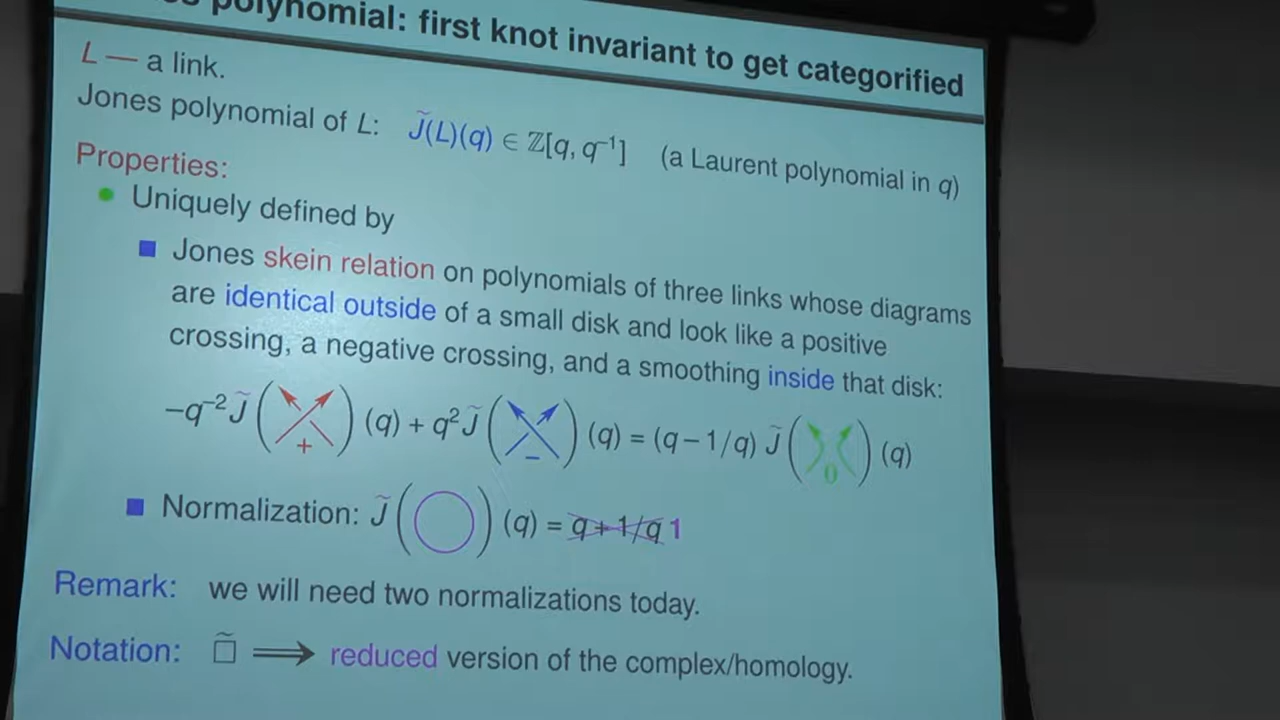 polynomial: first knot invariant to get categorified
L — a link.
Jones polynomial of L: J̃(L)(q) ∈ ℤ[q, q⁻¹] (a Laurent polynomial in q)
Properties:
Uniquely defined by
Jones skein relation on polynomials of three links whose diagrams
are identical outside of a small disk and look like a positive
crossing, a negative crossing, and a smoothing inside that disk:
−q⁻² J̃ ( + ) (q) + q² J̃ ( − ) (q) = (q − 1/q) J̃ ( 0 ) (q)
Normalization: J̃ ( ) (q) = q + 1/q 1
Remark: we will need two normalizations today.
Notation: □̃ ⟹ reduced version of the complex/homology.